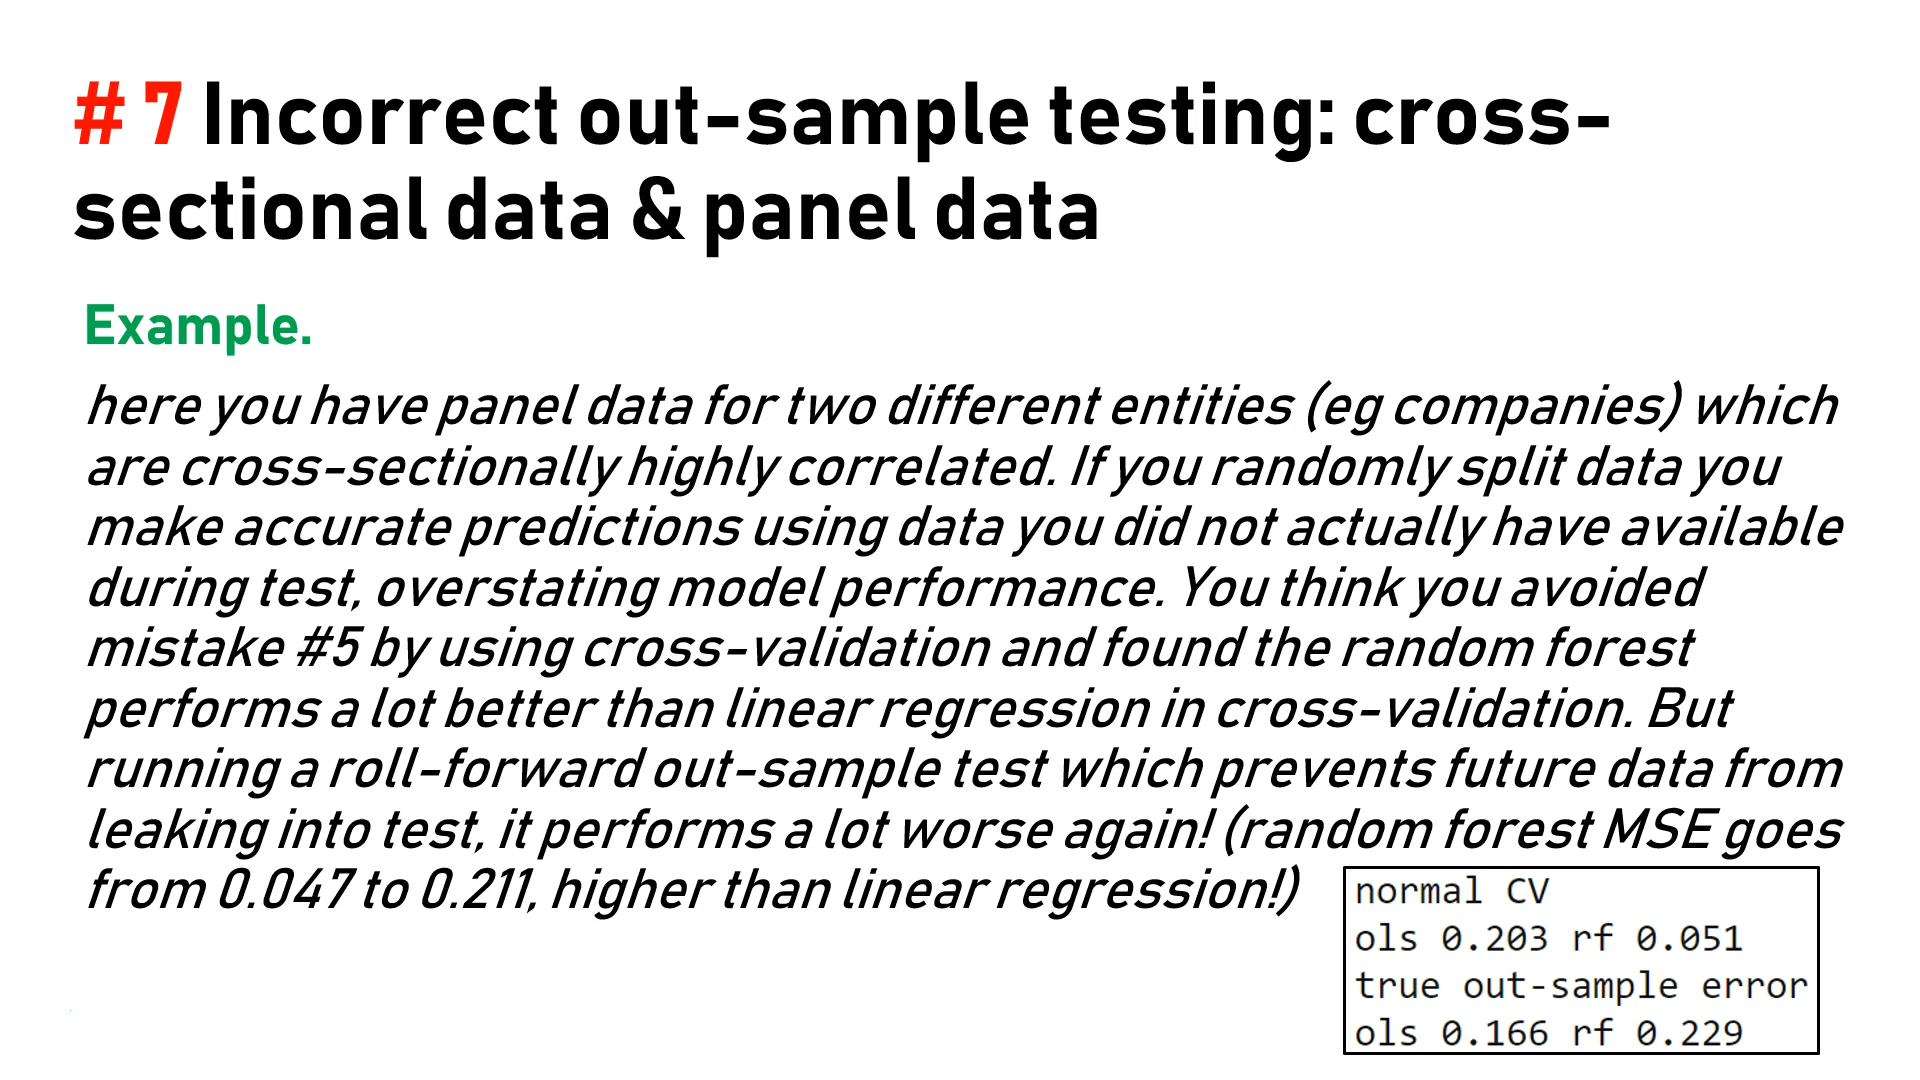 # 7 Incorrect out-sample testing: cross-
sectional data & panel data
Example.
here you have panel data for two different entities (eg companies) which
are cross-sectionally highly correlated. If you randomly split data you
make accurate predictions using data you did not actually have available
during test, overstating model performance. You think you avoided
mistake #5 by using cross-validation and found the random forest
performs a lot better than linear regression in cross-validation. But
running a roll-forward out-sample test which prevents future data from
leaking into test, it performs a lot worse again! (random forest MSE goes
from 0.047 to 0.211, higher than linear regression!)
normal CV
ols 0.203 rf 0.051
true out-sample error
ols 0.166 rf 0.229